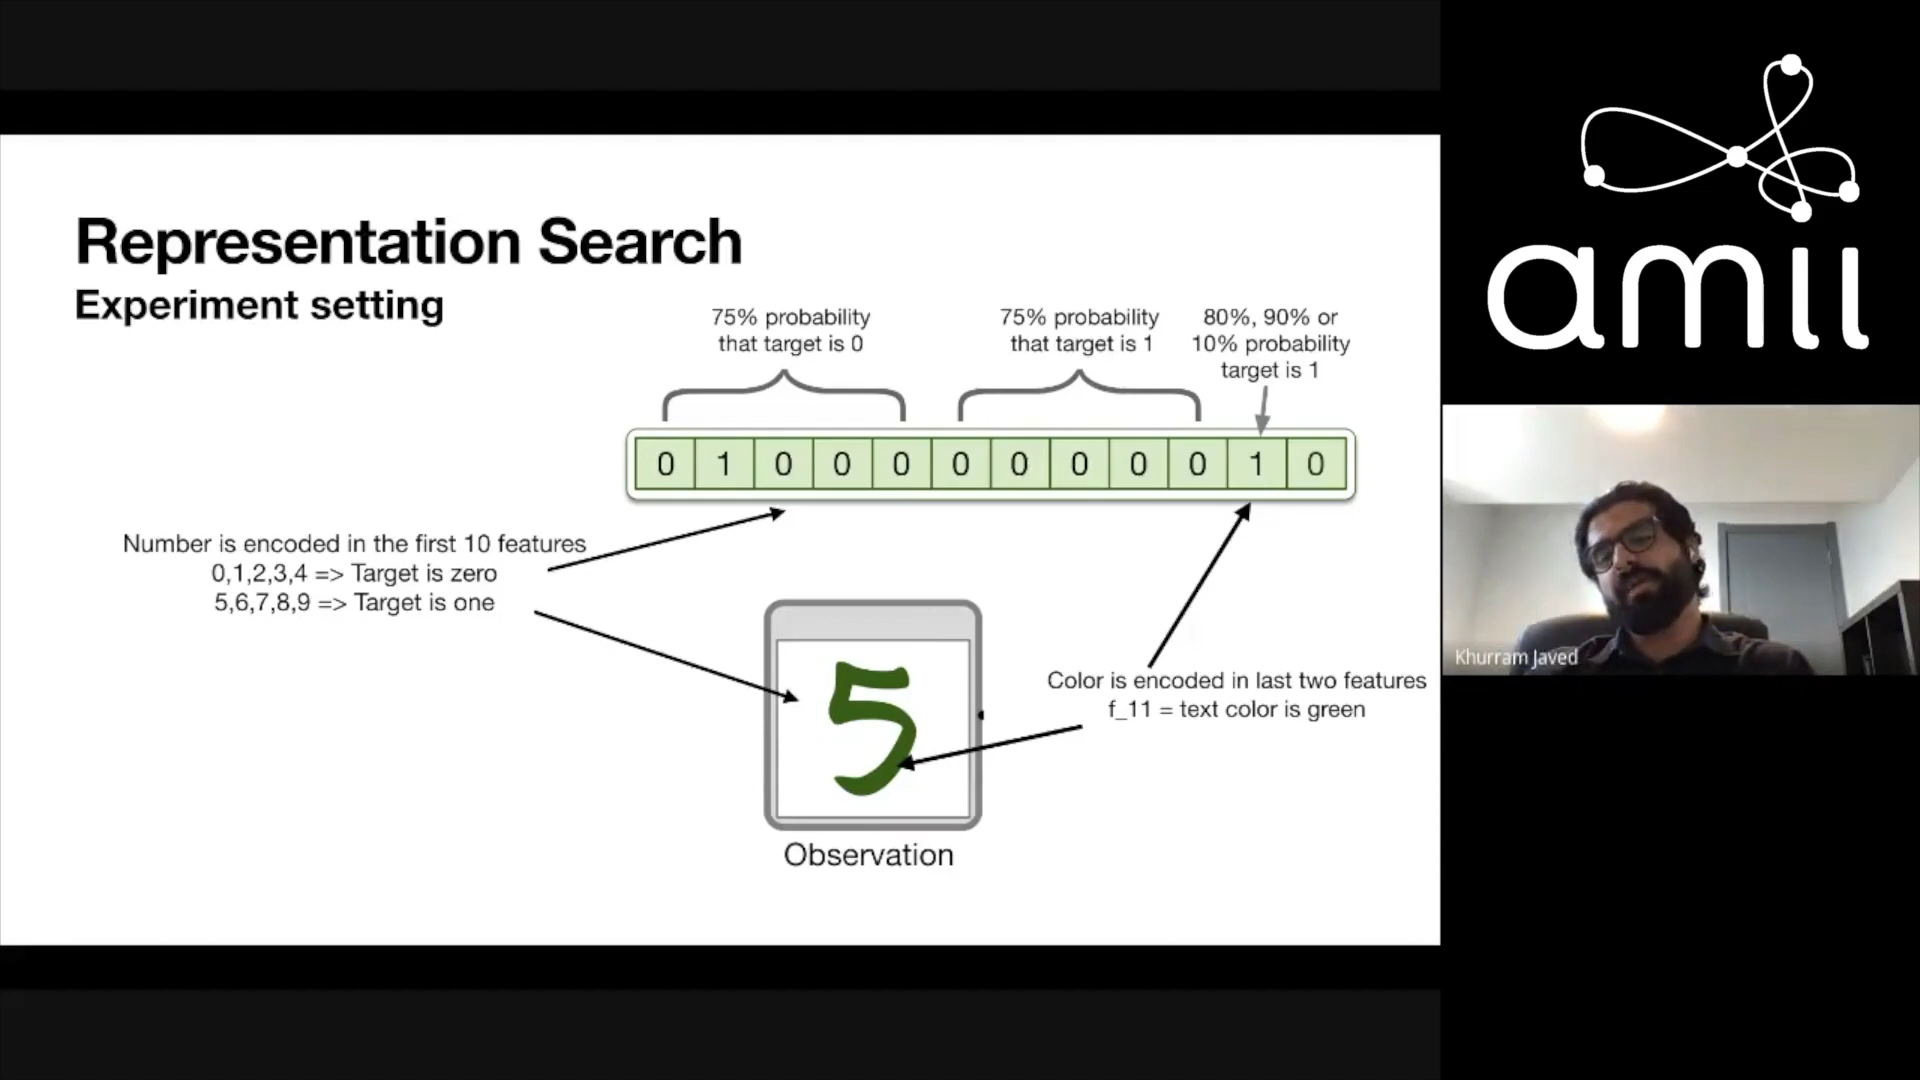 Representation Search
Experiment setting
75% probability
that target is 0
75% probability
that target is 1
80%, 90% or
10% probability
target is 1
0 1 0 0 0 0 0 0 0 0 1 0
Number is encoded in the first 10 features
0,1,2,3,4 => Target is zero
5,6,7,8,9 => Target is one
5
Observation
Color is encoded in last two features
f_11 = text color is green
amii
Khurram Javed